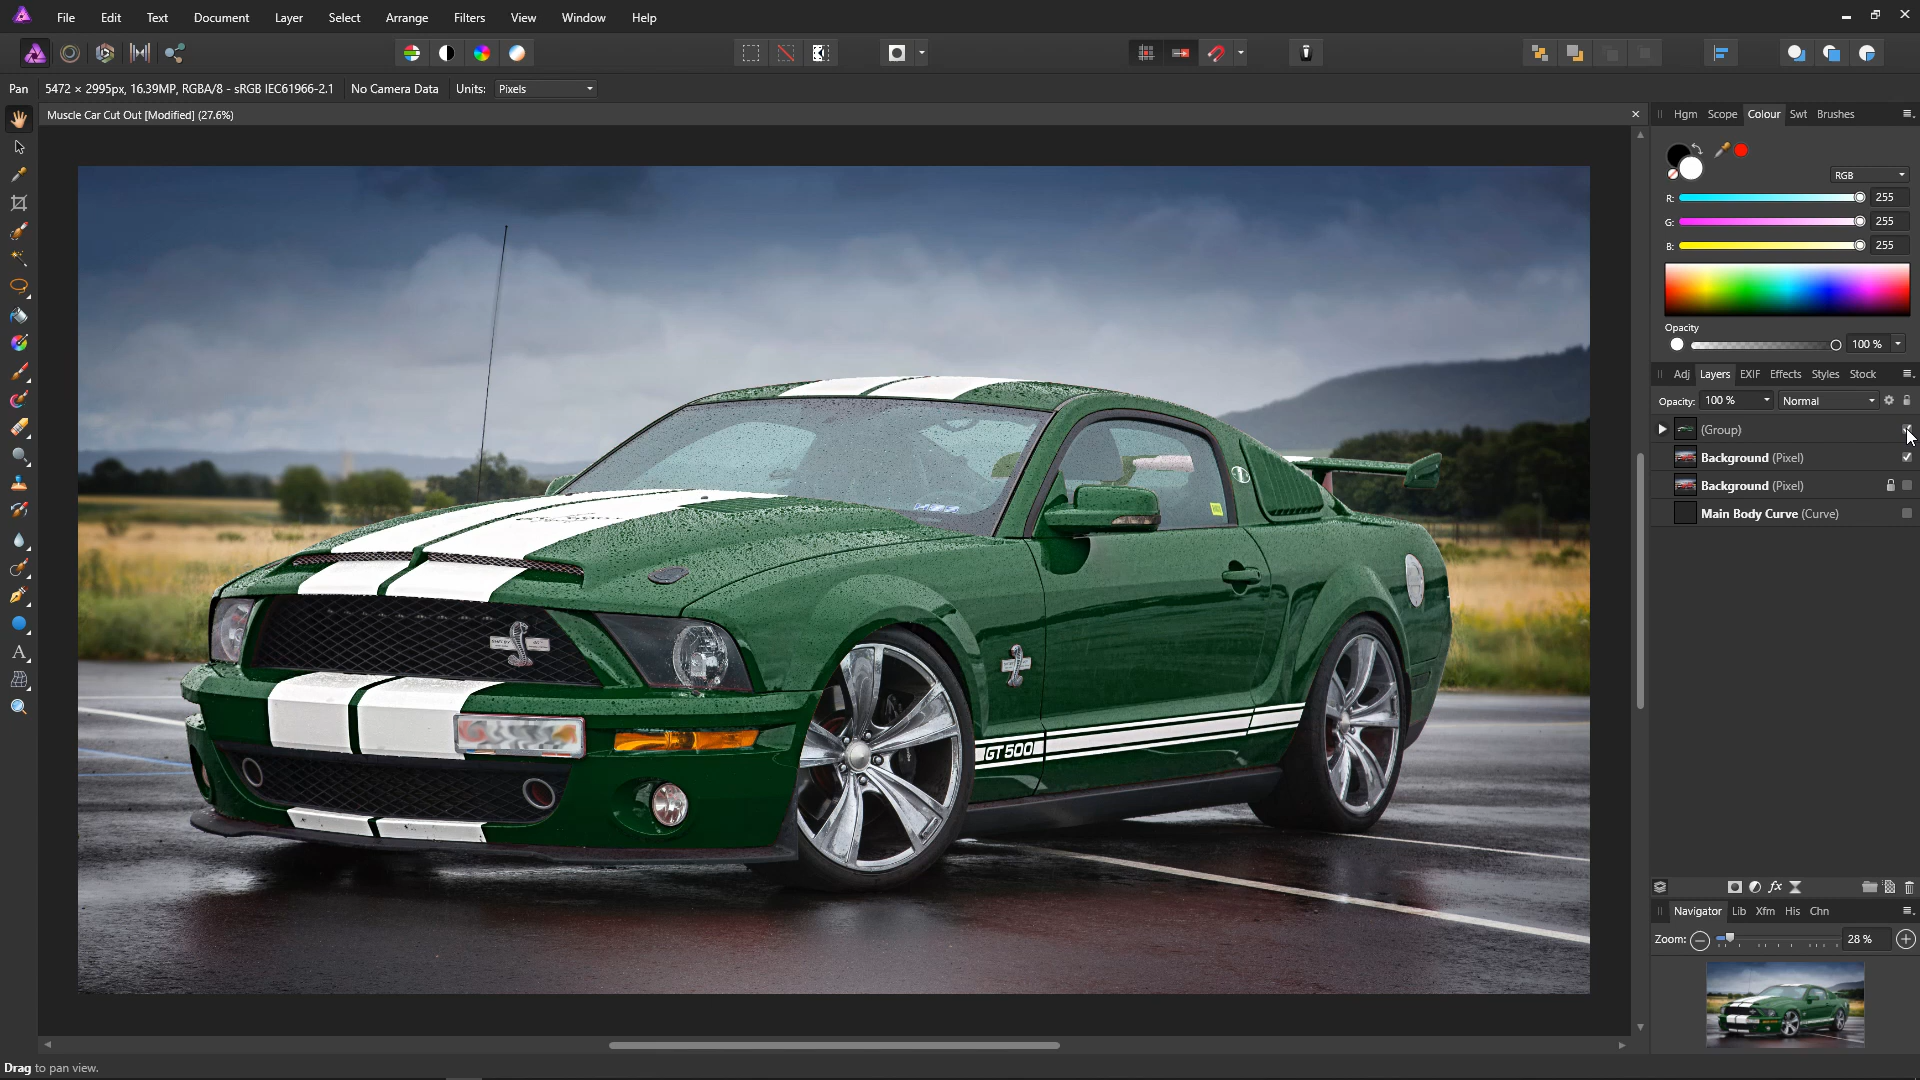 File Edit Text Document Layer Select Arrange Filters View Window Help
Pan 5472 × 2995px, 16.39MP, RGBA/8 - sRGB IEC61966-2.1 No Camera Data Units: Pixels
Muscle Car Cut Out [Modified] (27.6%)
Hgm Scope Colour Swt Brushes
RGB
R: 255
G: 255
B: 255
Opacity
100 %
Adj Layers EXIF Effects Styles Stock
Opacity: 100 % Normal
(Group)
Background (Pixel)
Background (Pixel)
Main Body Curve (Curve)
GT 500
Navigator Lib Xfm His Chn
Zoom: 28 %
Drag to pan view.